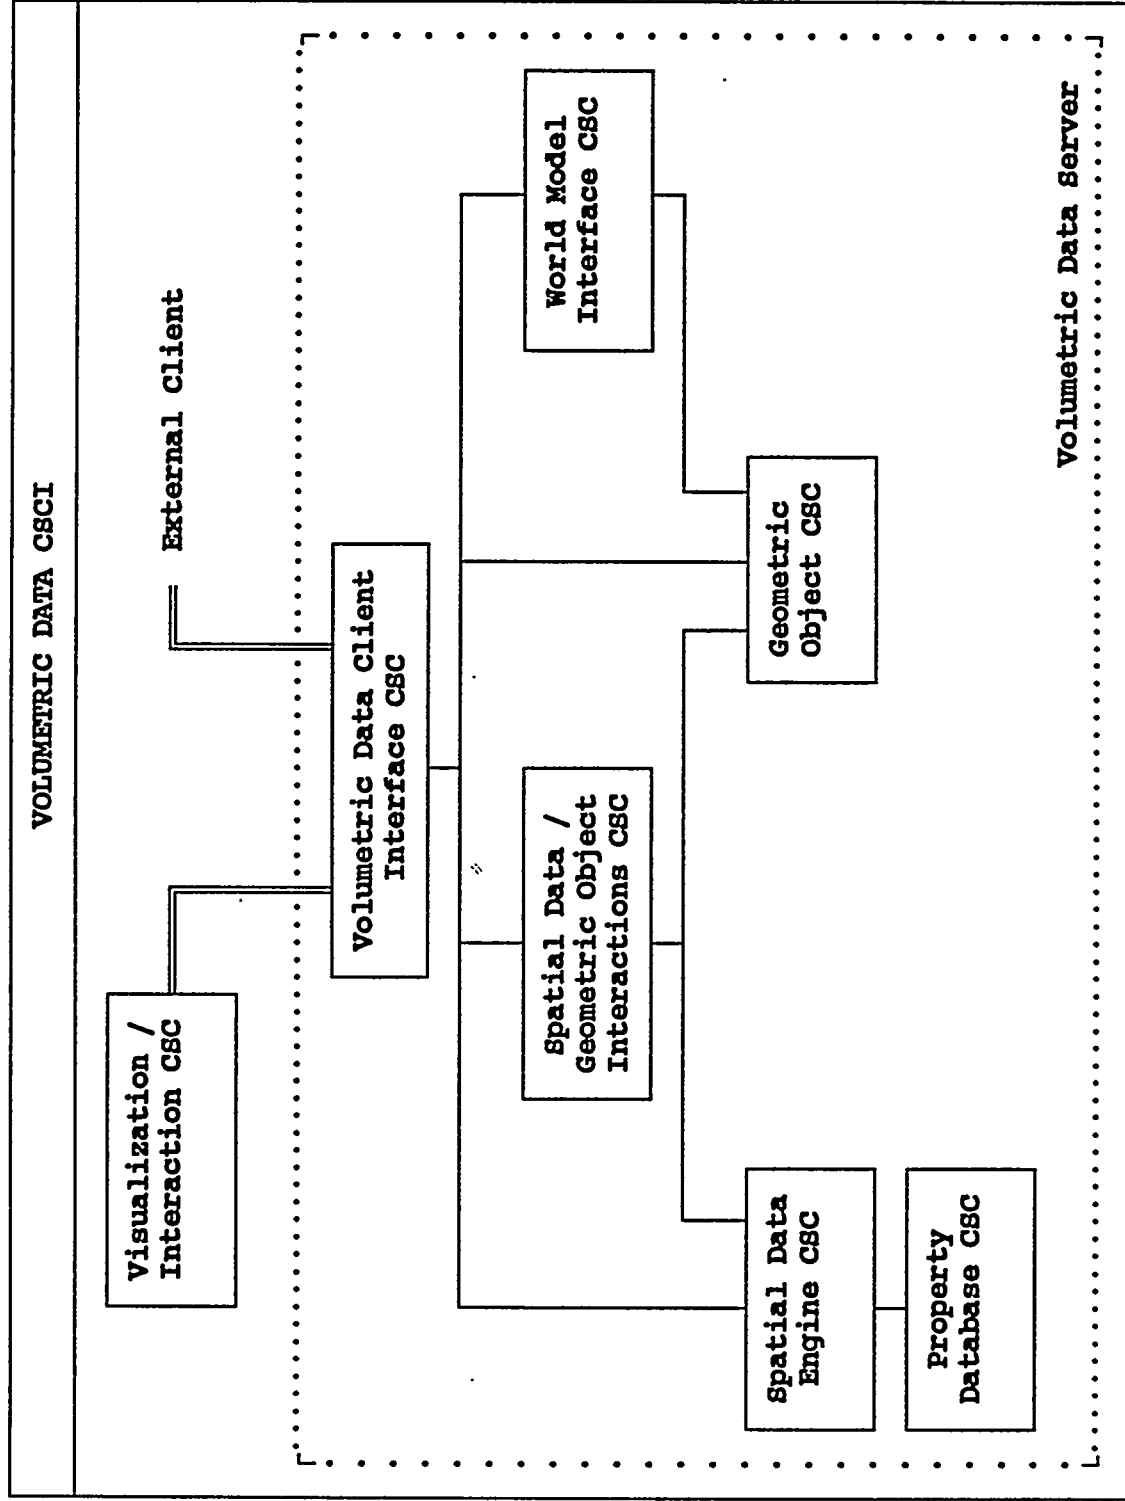 VOLUMETRIC DATA CSCI
Visualization /
Interaction CSC
External Client
Volumetric Data Client
Interface CSC
Spatial Data /
Geometric Object
Interactions CSC
World Model
Interface CSC
Spatial Data
Engine CSC
Geometric
Object CSC
Property
Database CSC
Volumetric Data Server